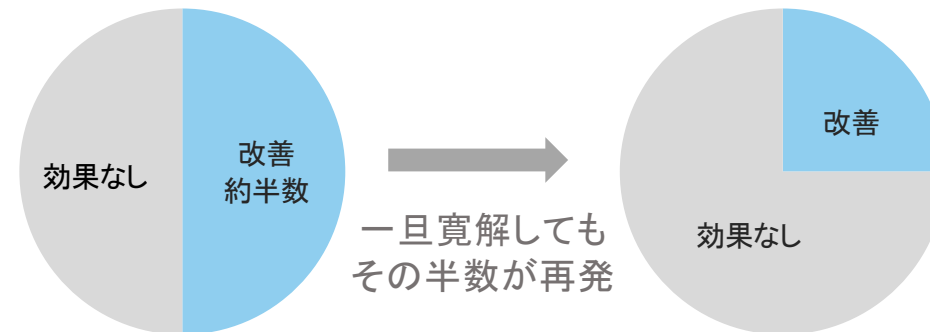 効果なし
改善
約半数
一旦寛解しても
その半数が再発
改善
効果なし